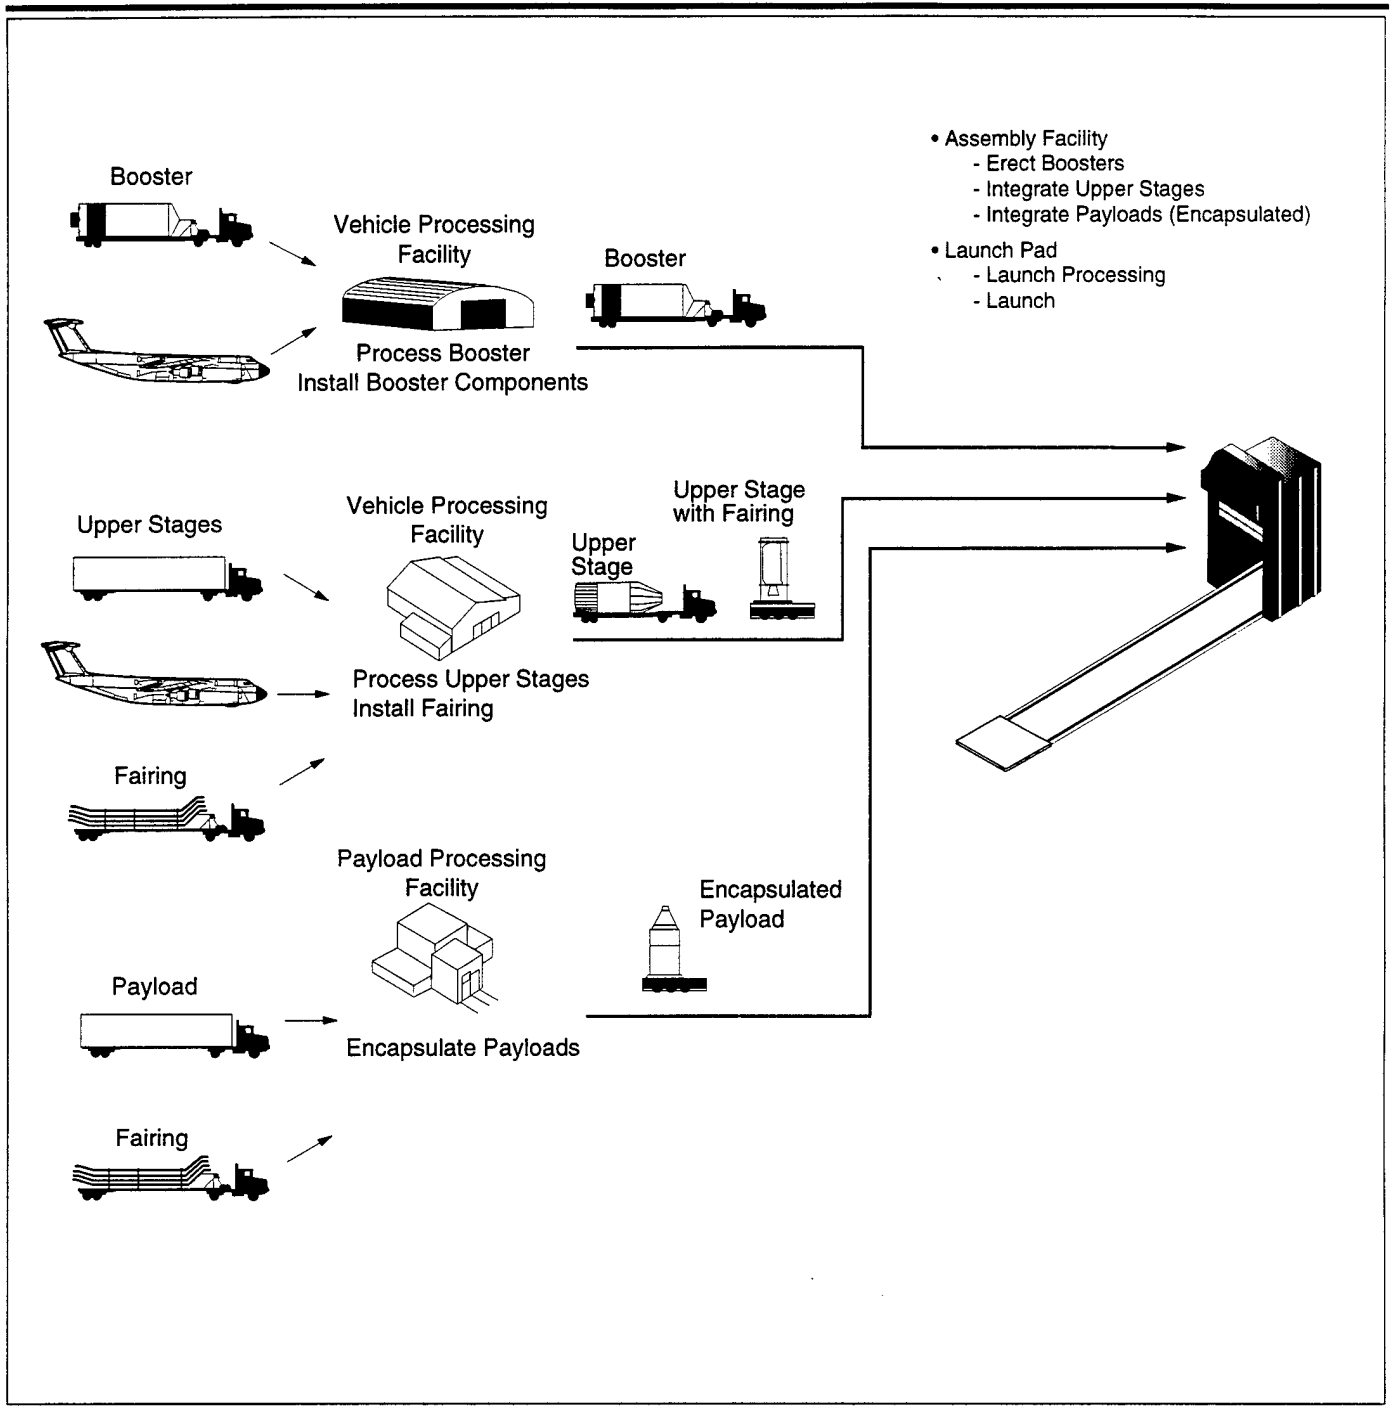 • Assembly Facility
- Erect Boosters
- Integrate Upper Stages
- Integrate Payloads (Encapsulated)
• Launch Pad
- Launch Processing
- Launch
Booster
Vehicle Processing
Facility
Booster
Process Booster
Install Booster Components
Upper Stages
Vehicle Processing
Facility
Upper
Stage
Upper Stage
with Fairing
Process Upper Stages
Install Fairing
Fairing
Payload Processing
Facility
Encapsulated
Payload
Payload
Encapsulate Payloads
Fairing